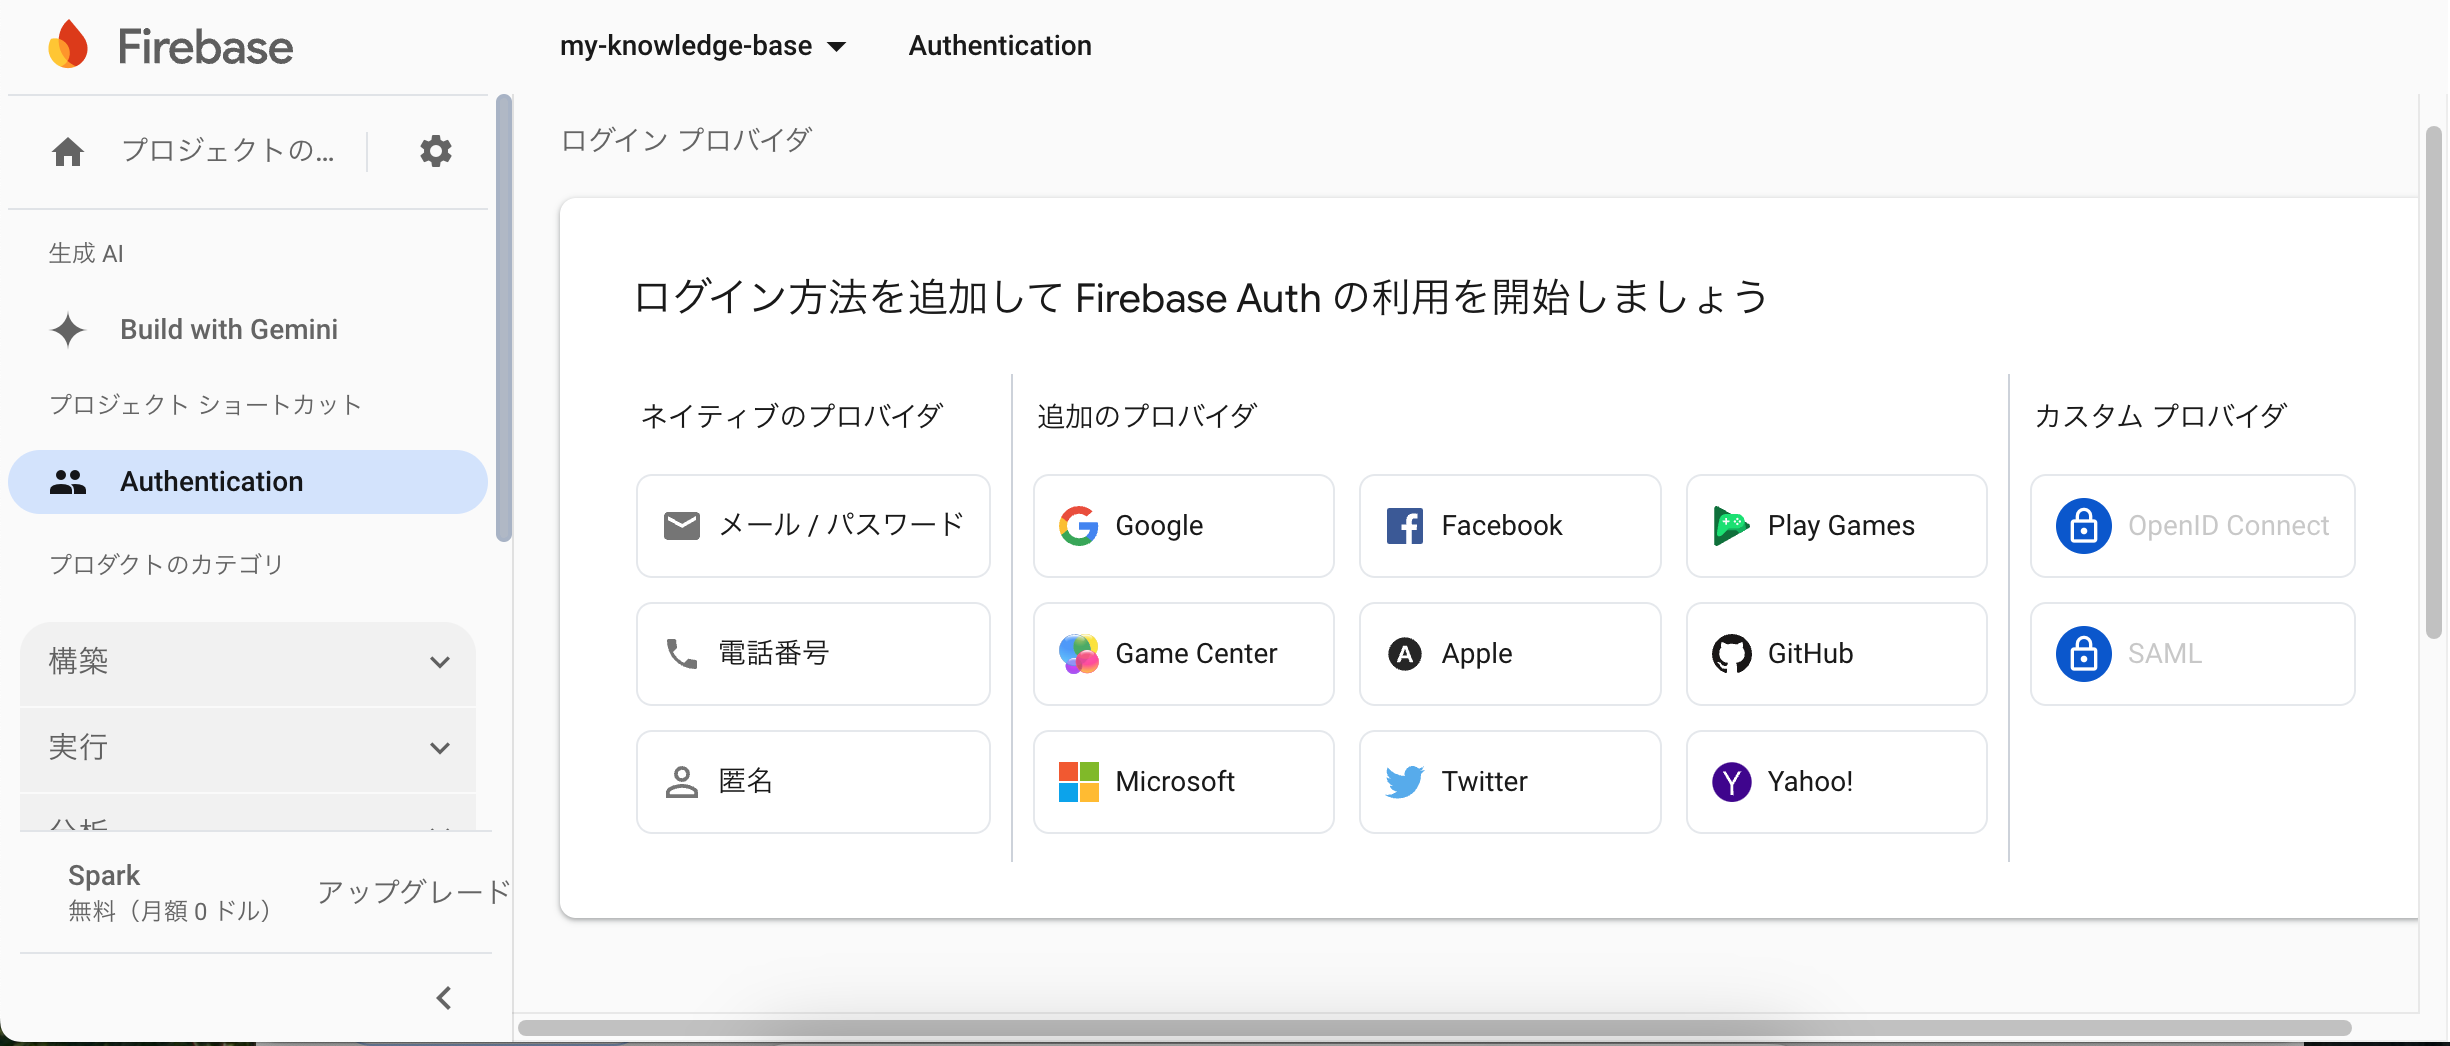 Firebase
my-knowledge-base
Authentication
プロジェクトの...
生成 AI
Build with Gemini
プロジェクト ショートカット
Authentication
プロダクトのカテゴリ
構築
実行
分析
Spark
無料（月額 0 ドル）
アップグレード
ログイン プロバイダ
ログイン方法を追加して Firebase Auth の利用を開始しましょう
ネイティブのプロバイダ
メール / パスワード
電話番号
匿名
追加のプロバイダ
Google
Facebook
Play Games
Game Center
Apple
GitHub
Microsoft
Twitter
Yahoo!
カスタム プロバイダ
OpenID Connect
SAML